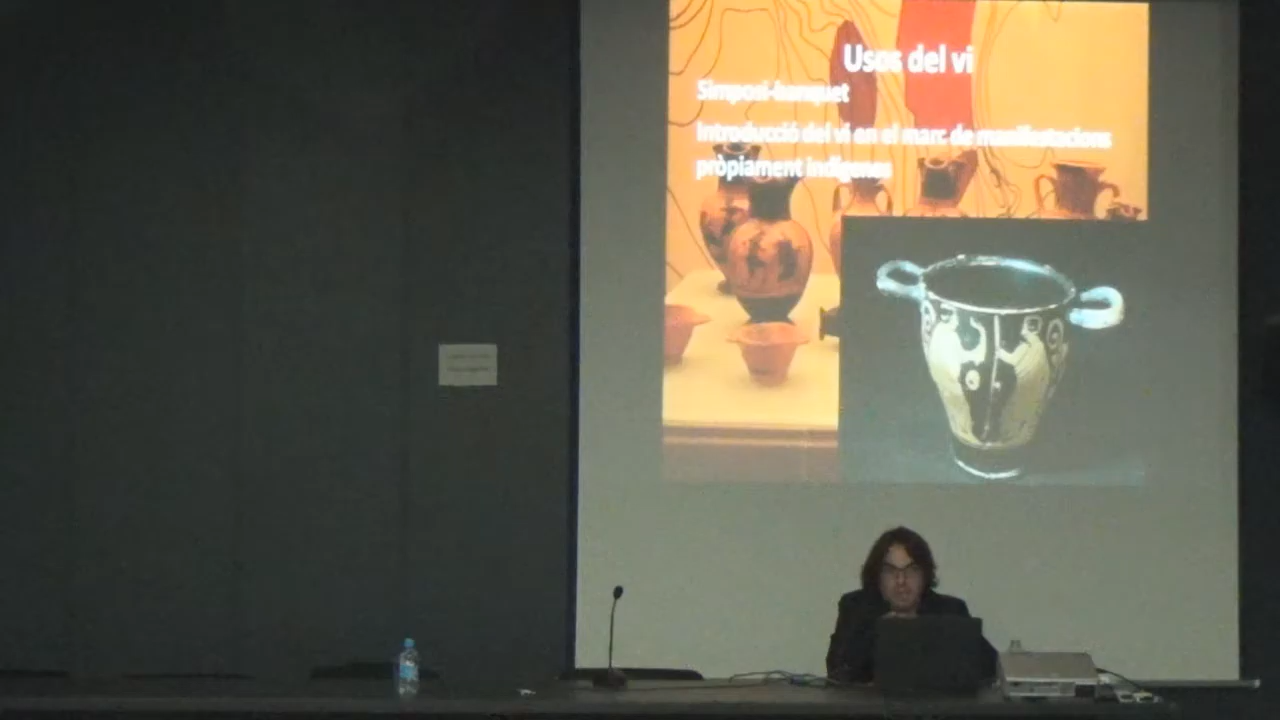 Usos del vi
Simposi-banquet
Introducció del vi en el marc de manifestacions
pròpiament indígenes